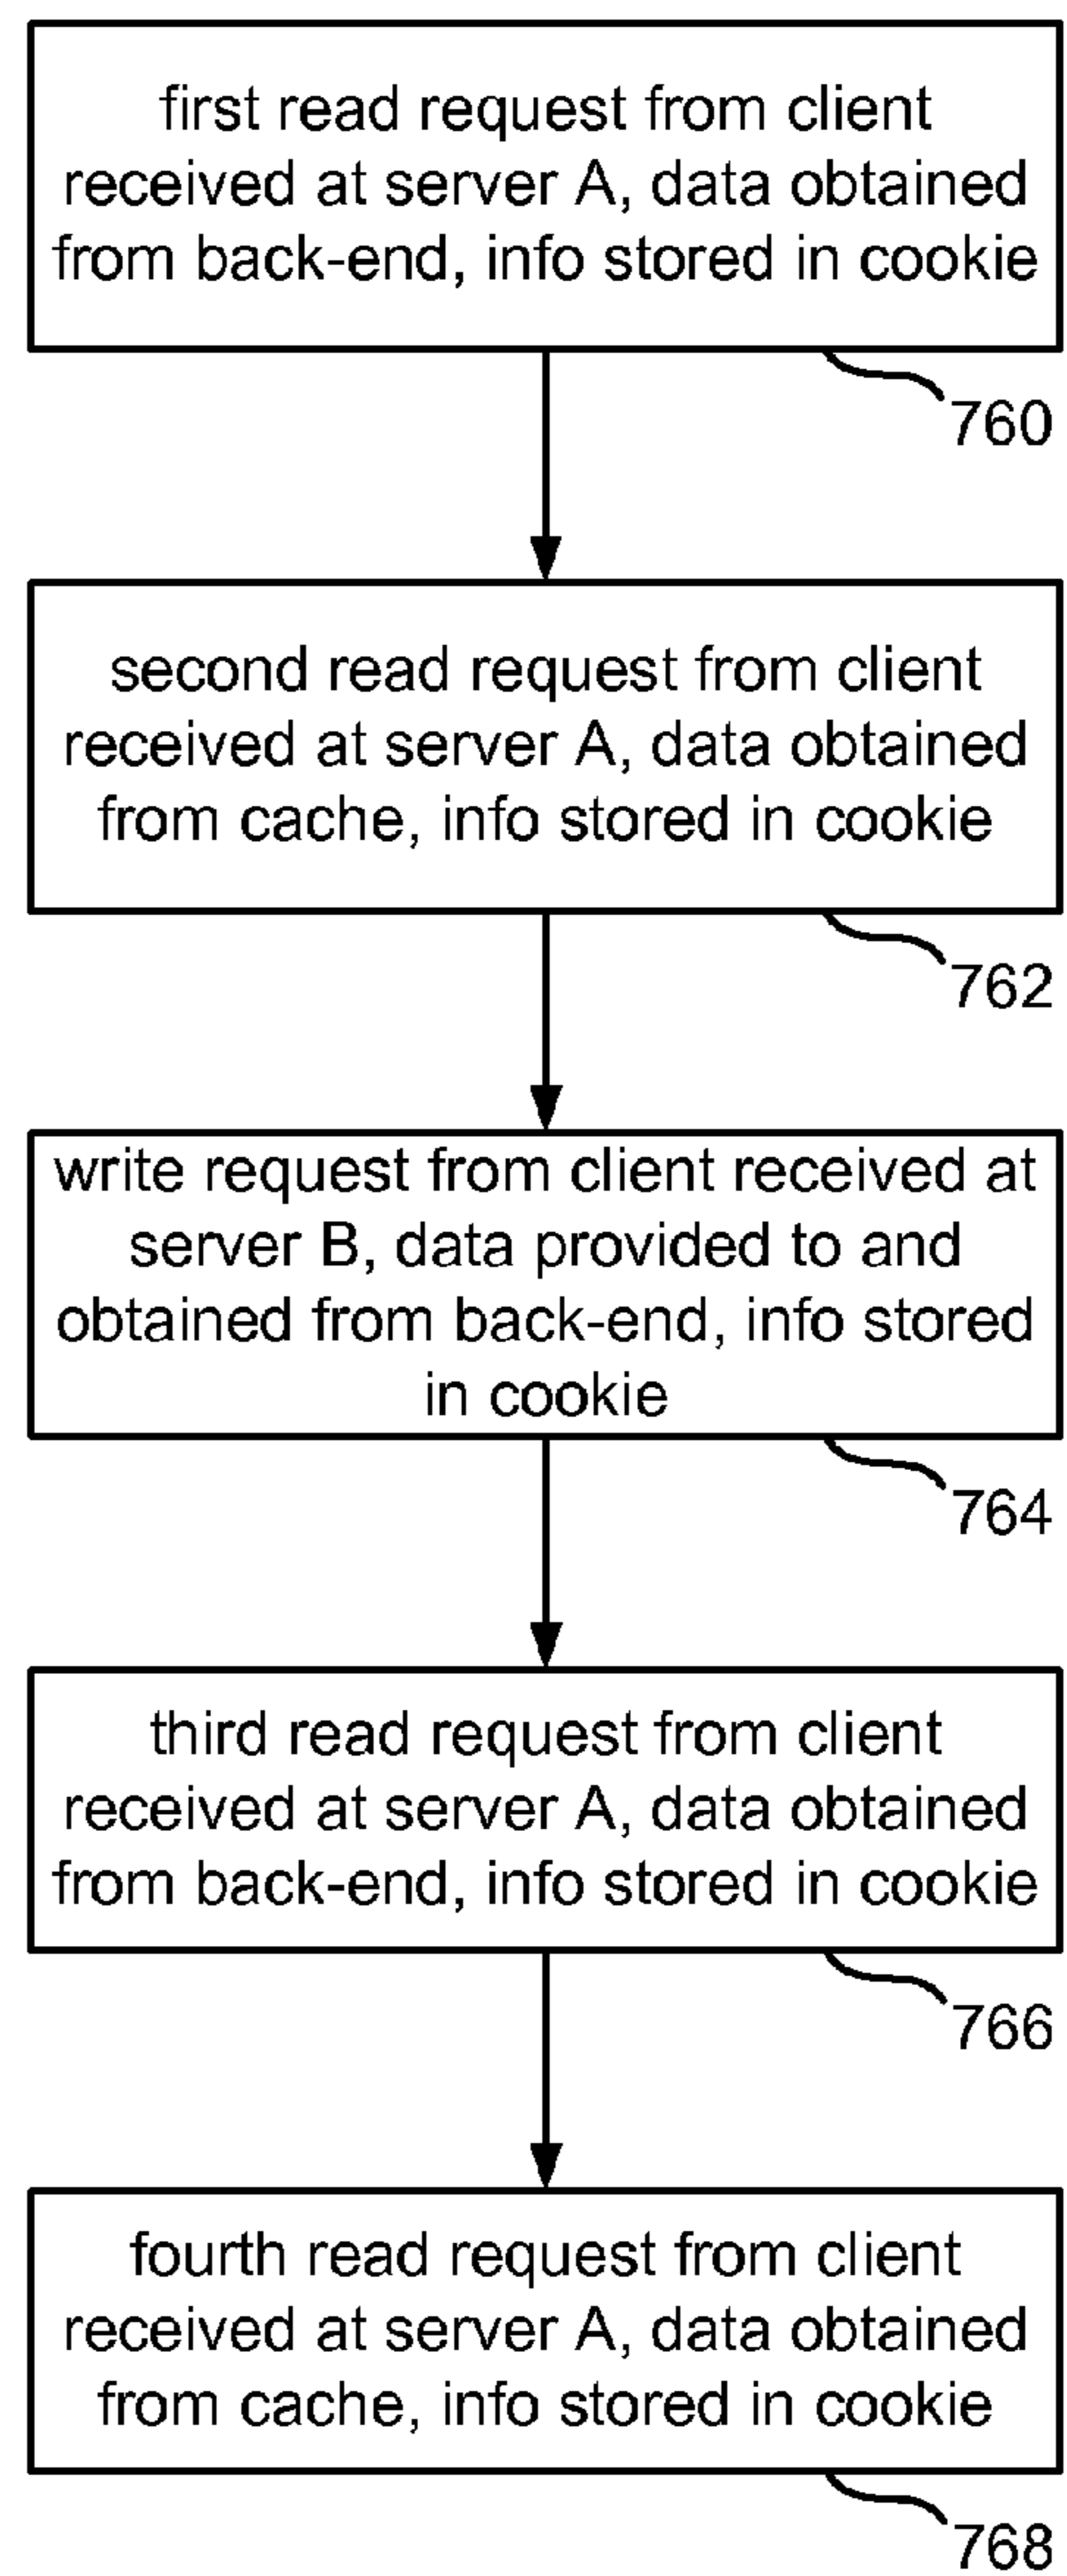 first read request from client
received at server A, data obtained
from back-end, info stored in cookie
760
second read request from client
received at server A, data obtained
from cache, info stored in cookie
762
write request from client received at
server B, data provided to and
obtained from back-end, info stored
in cookie
764
third read request from client
received at server A, data obtained
from back-end, info stored in cookie
766
fourth read request from client
received at server A, data obtained
from cache, info stored in cookie
768